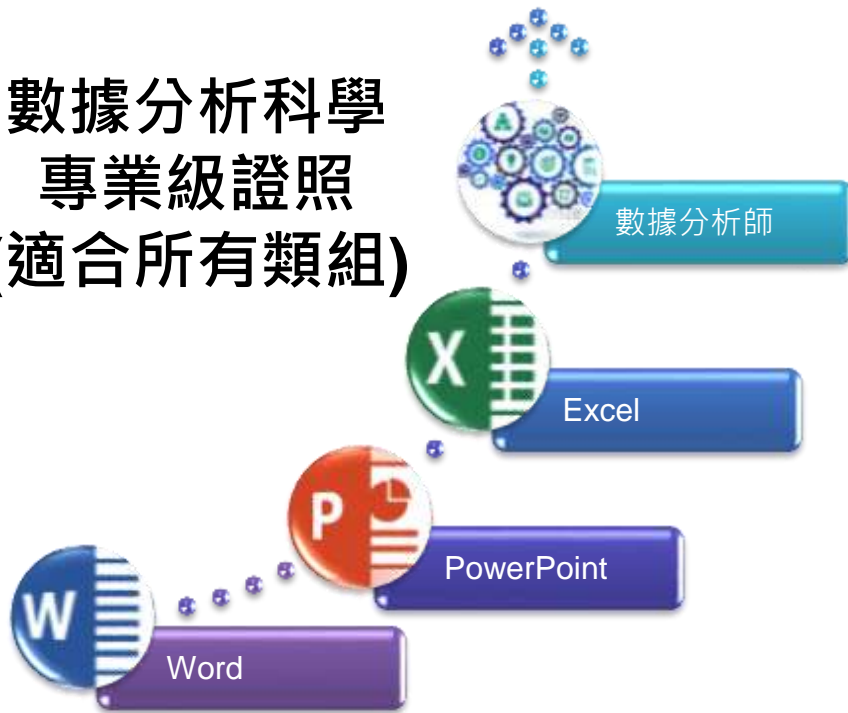 數據分析科學
專業級證照
(適合所有類組)
數據分析師
X
Excel
P
PowerPoint
W
Word